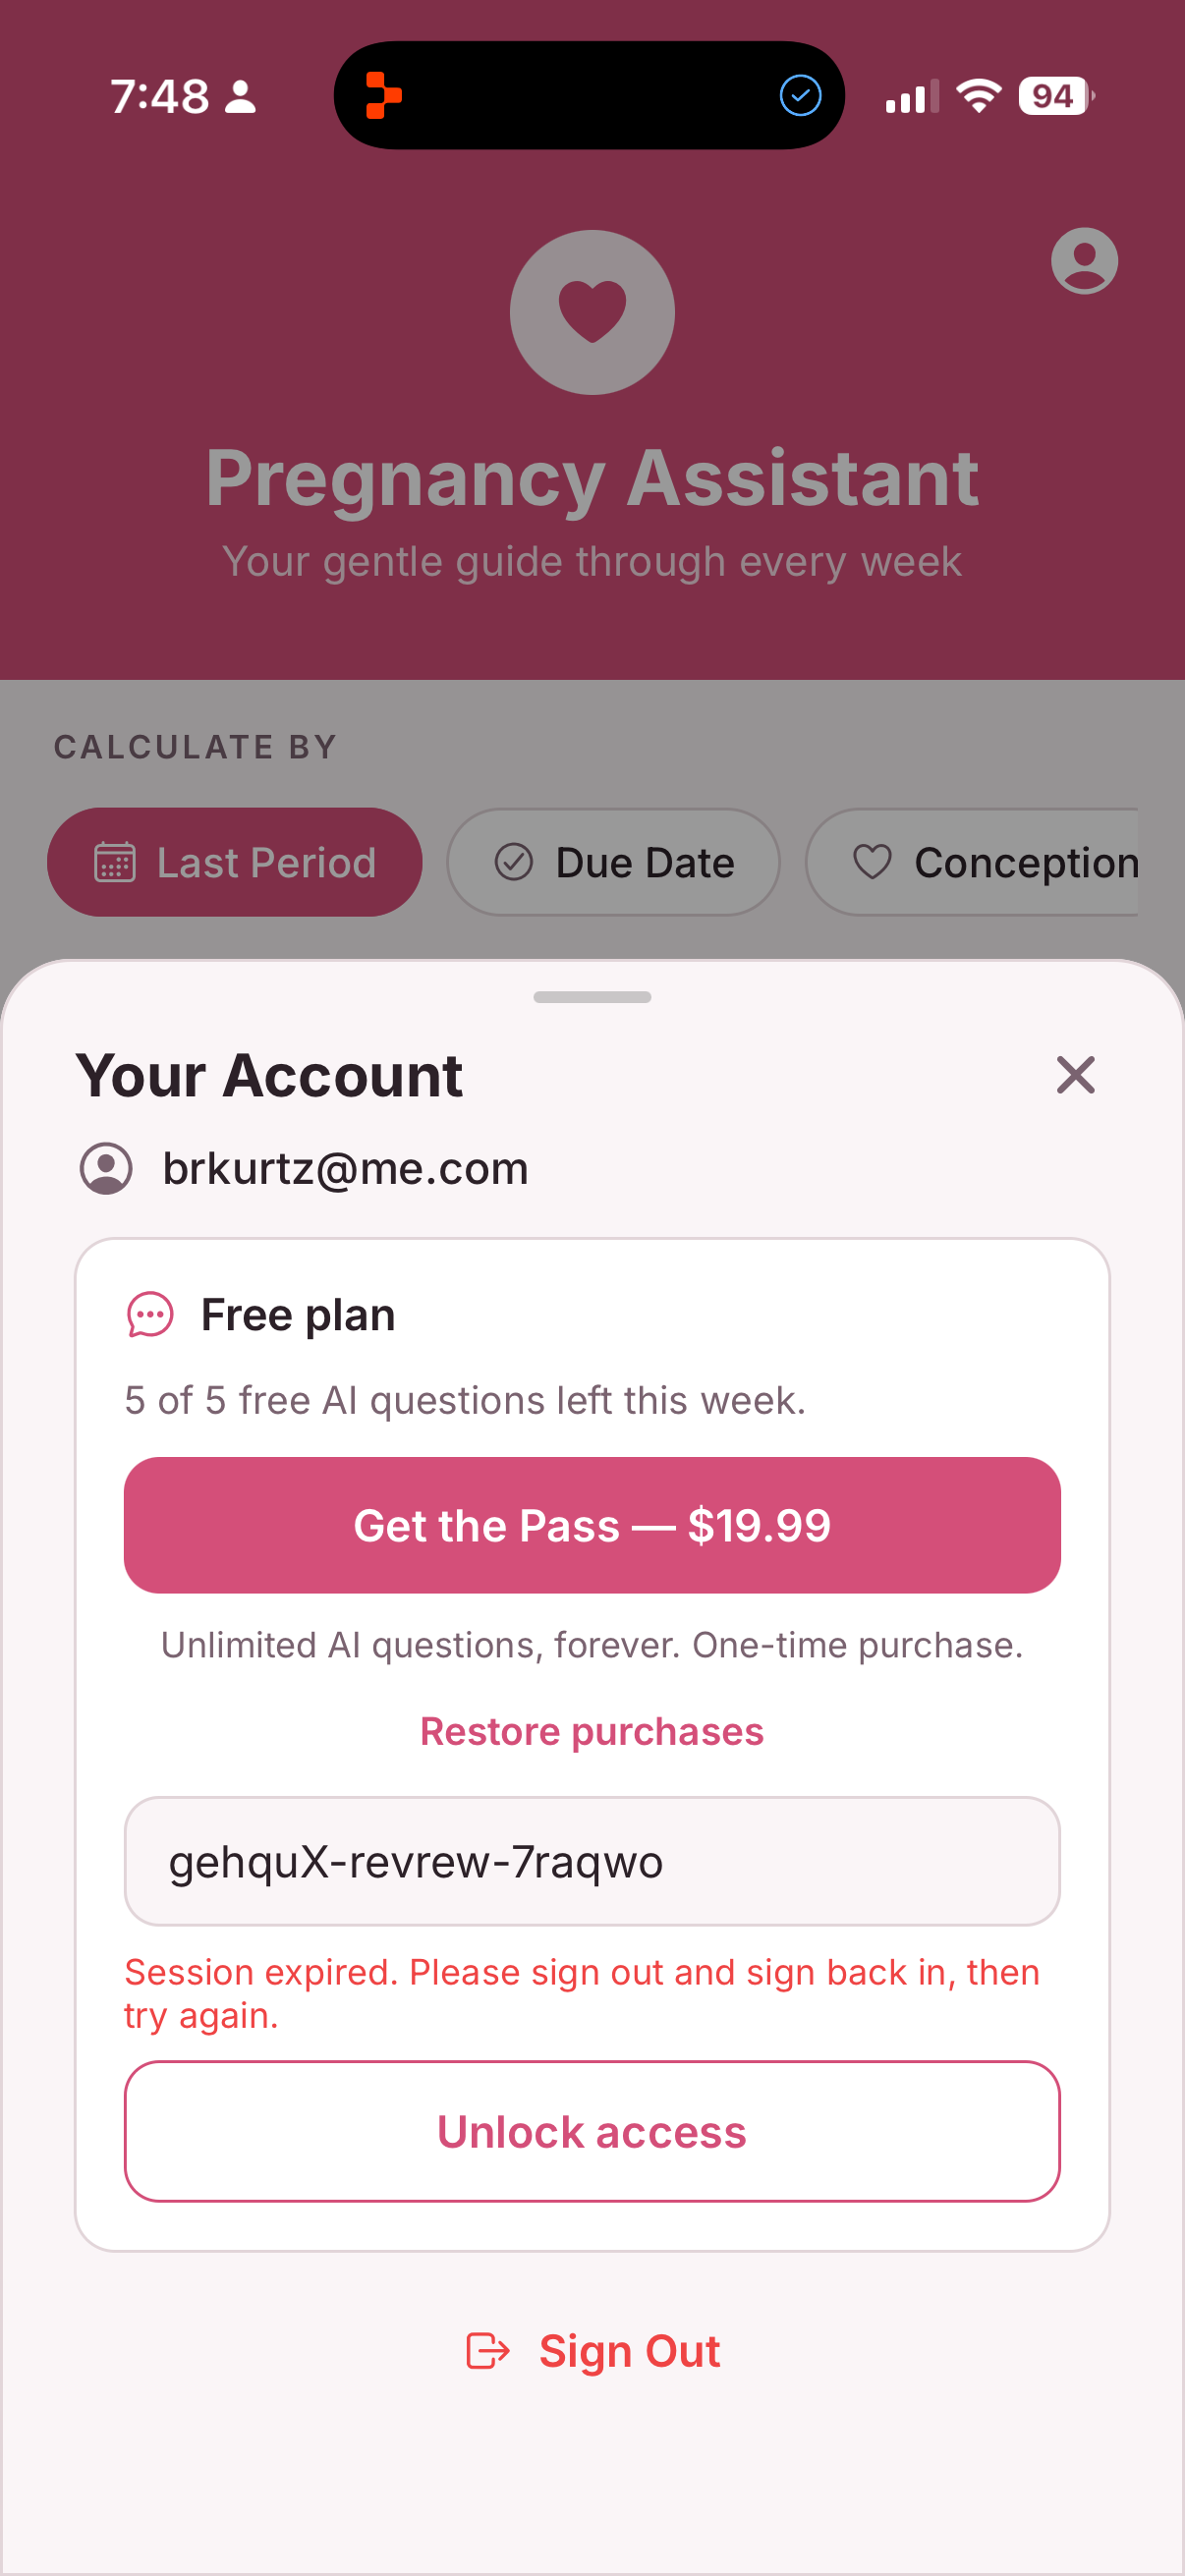 7:48
94
Pregnancy Assistant
Your gentle guide through every week
CALCULATE BY
Last Period
Due Date
Conception
Your Account
brkurtz@me.com
Free plan
5 of 5 free AI questions left this week.
Get the Pass — $19.99
Unlimited AI questions, forever. One-time purchase.
Restore purchases
gehquX-revrew-7raqwo
Session expired. Please sign out and sign back in, then
try again.
Unlock access
Sign Out